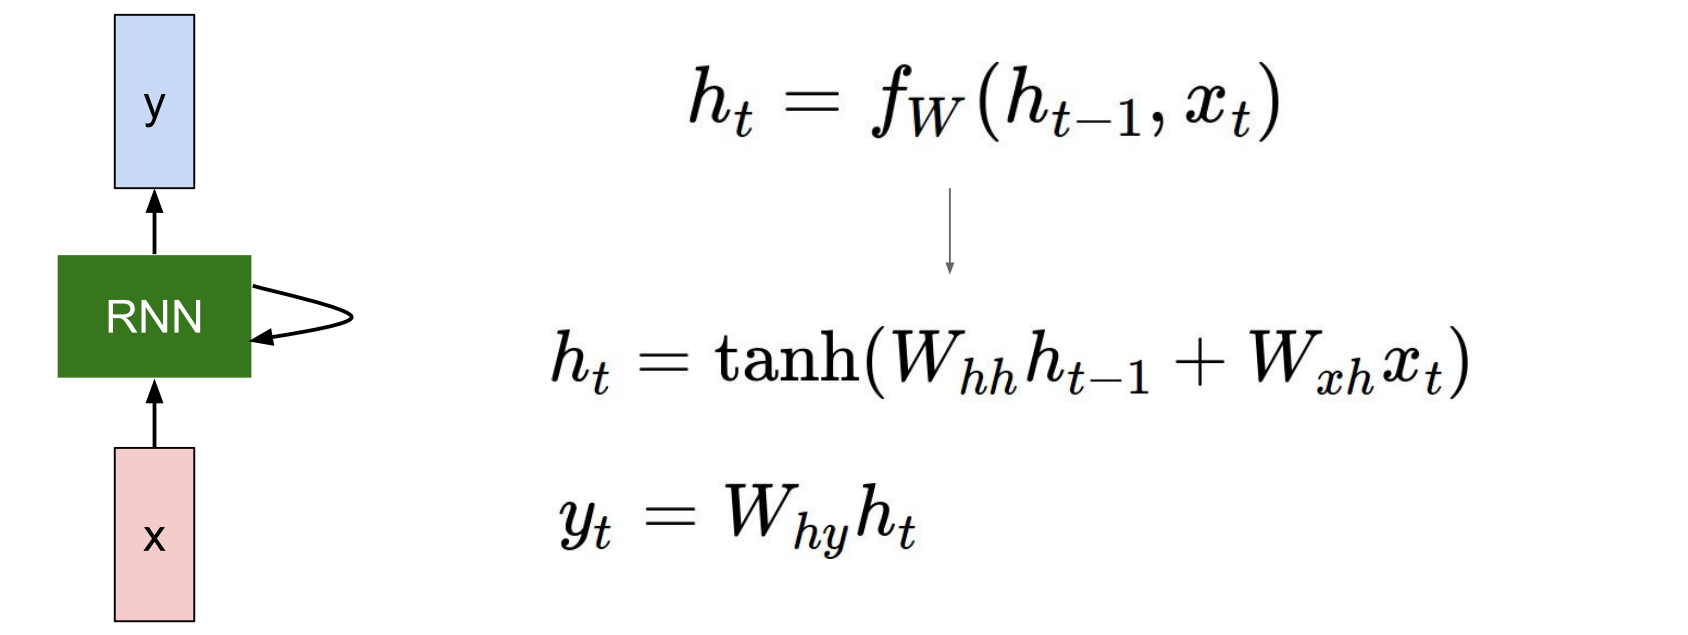 y
RNN
x
h_t = f_W(h_{t-1}, x_t)
h_t = tanh(W_{hh}h_{t-1} + W_{xh}x_t)
y_t = W_{hy}h_t